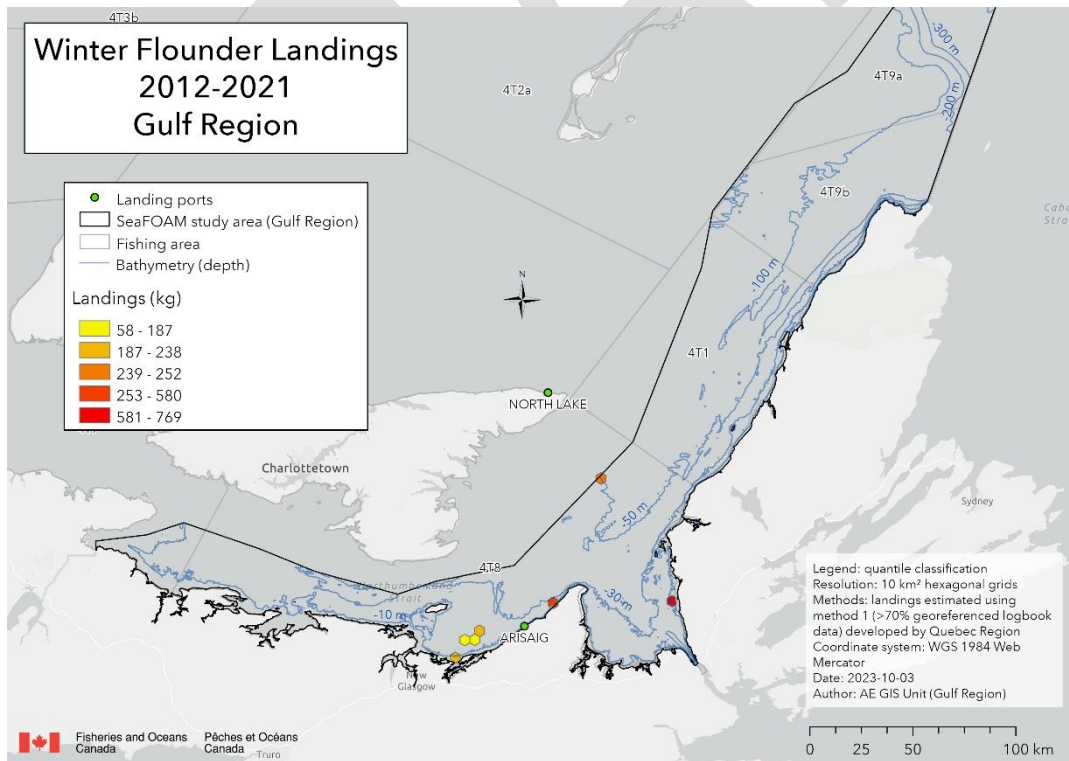 4T3b
Winter Flounder Landings
2012-2021
Gulf Region
4T2a
4T9a
-300 m
-200 m
4T9b
Landing ports
SeaFOAM study area (Gulf Region)
Fishing area
Bathymetry (depth)
Landings (kg)
58 - 187
187 - 238
239 - 252
253 - 580
581 - 769
N
-100 m
4T1
NORTH LAKE
Charlottetown
Sydney
-50 m
4T8
Strait
-10 m
-30 m
ARISAIG
New
Glasgow
Truro
Legend: quantile classification
Resolution: 10 km² hexagonal grids
Methods: landings estimated using
method 1 (>70% georeferenced logbook
data) developed by Quebec Region
Coordinate system: WGS 1984 Web
Mercator
Date: 2023-10-03
Author: AE GIS Unit (Gulf Region)
Fisheries and Oceans
Canada
Pêches et Océans
Canada
0 25 50 100 km